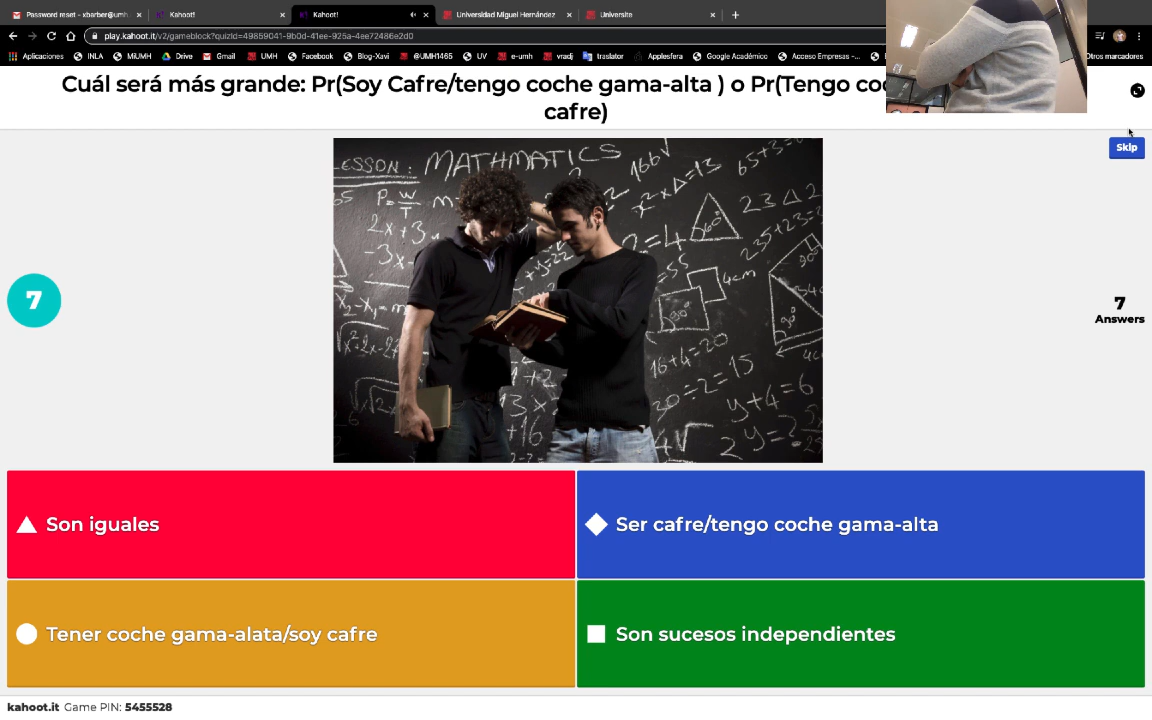 Password reset - xbarber@umh.
Kahoot!
Kahoot!
Universidad Miguel Hernández
Universite
play.kahoot.it/v2/gameblock?quizId=49859041-9b0d-41ee-925a-4ee72486e2d0
Aplicaciones INLA MiUMH Drive Gmail UMH Facebook Blog-Xavi @UMH1465 UV e-umh vradj traslator Applesfera Google Académico Acceso Empresas -... Otros marcadores
Cuál será más grande: Pr(Soy Cafre/tengo coche gama-alta ) o Pr(Tengo
cafre)
Skip
LESSON: MATHMATICS
7
7
Answers
Son iguales
Ser cafre/tengo coche gama-alta
Tener coche gama-alata/soy cafre
Son sucesos independientes
kahoot.it Game PIN: 5455528